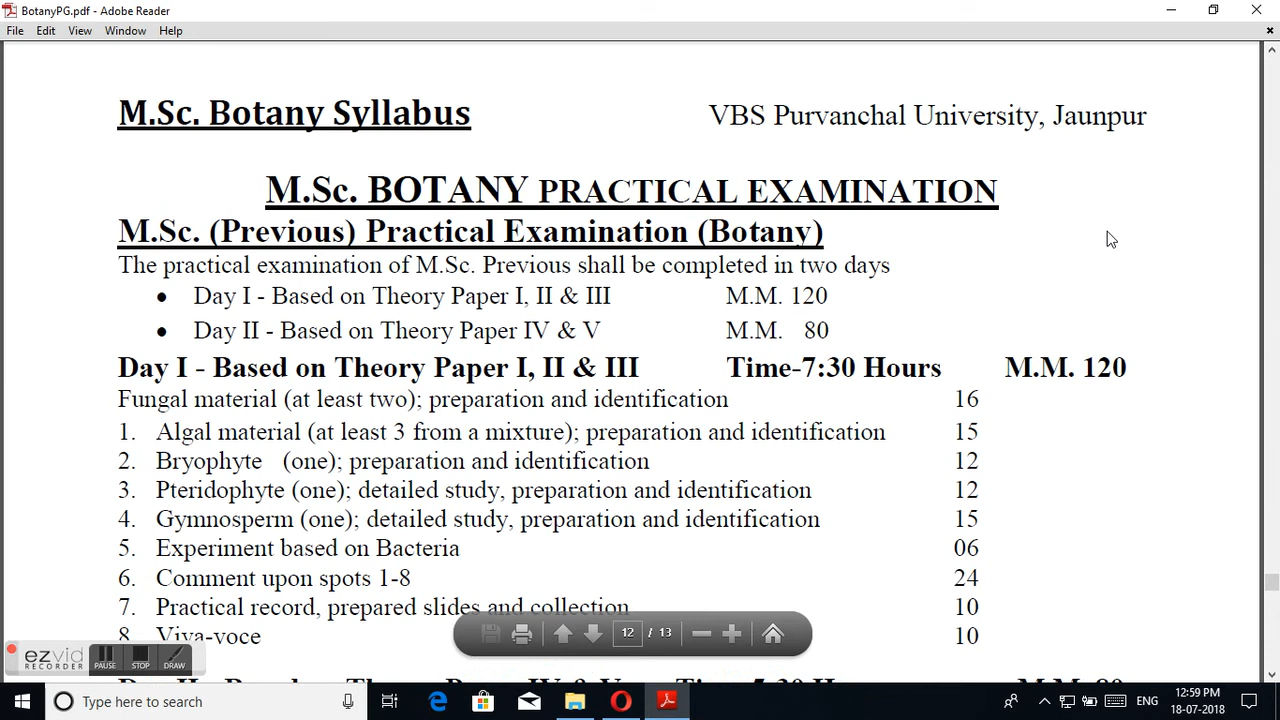 BotanyPG.pdf - Adobe Reader
File Edit View Window Help
M.Sc. Botany Syllabus VBS Purvanchal University, Jaunpur
M.Sc. BOTANY PRACTICAL EXAMINATION
M.Sc. (Previous) Practical Examination (Botany)
The practical examination of M.Sc. Previous shall be completed in two days
• Day I - Based on Theory Paper I, II & III M.M. 120
• Day II - Based on Theory Paper IV & V M.M. 80
Day I - Based on Theory Paper I, II & III Time-7:30 Hours M.M. 120
Fungal material (at least two); preparation and identification 16
1. Algal material (at least 3 from a mixture); preparation and identification 15
2. Bryophyte (one); preparation and identification 12
3. Pteridophyte (one); detailed study, preparation and identification 12
4. Gymnosperm (one); detailed study, preparation and identification 15
5. Experiment based on Bacteria 06
6. Comment upon spots 1-8 24
7. Practical record, prepared slides and collection 10
8. Viva-voce 10
12 / 13
ezvid RECORDER PAUSE STOP DRAW
Type here to search
ENG 12:59 PM 18-07-2018